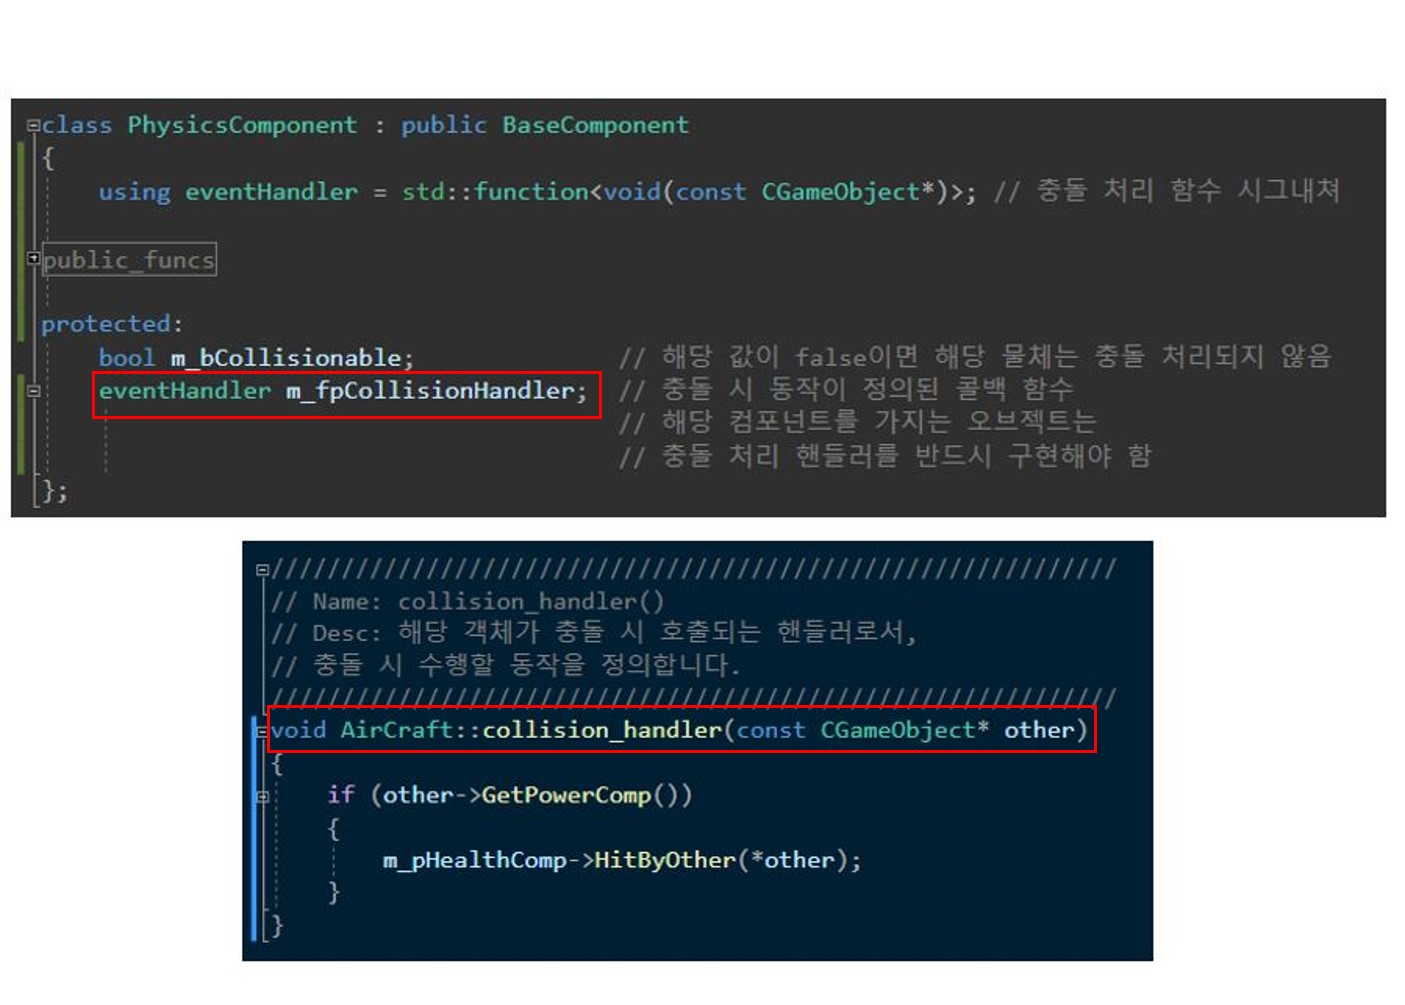 class PhysicsComponent : public BaseComponent
{
using eventHandler = std::function<void(const CGameObject*)>; // 충돌 처리 함수 시그내쳐
public_funcs
protected:
bool m_bCollisionable; // 해당 값이 false이면 해당 물체는 충돌 처리되지 않음
eventHandler m_fpCollisionHandler; // 충돌 시 동작이 정의된 콜백 함수
// 해당 컴포넌트를 가지는 오브젝트는
// 충돌 처리 핸들러를 반드시 구현해야 함
};
/////////////////////////////////////////////////////////////
// Name: collision_handler()
// Desc: 해당 객체가 충돌 시 호출되는 핸들러로서,
// 충돌 시 수행할 동작을 정의합니다.
/////////////////////////////////////////////////////////////
void AirCraft::collision_handler(const CGameObject* other)
{
if (other->GetPowerComp())
{
m_pHealthComp->HitByOther(*other);
}
}